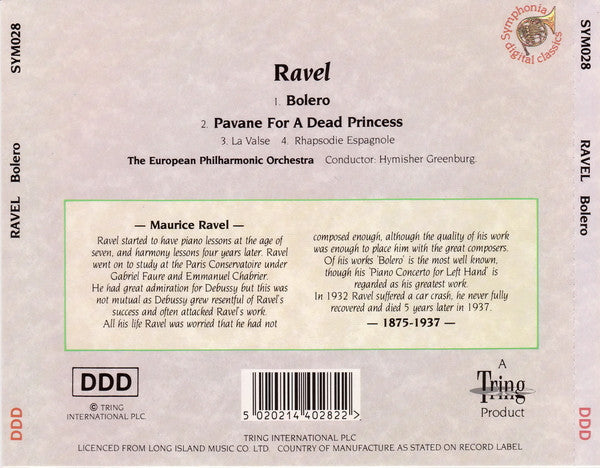 SYM028
RAVEL Bolero
DDD
Symphonia
digital classics
Ravel
1. Bolero
2. Pavane For A Dead Princess
3. La Valse 4. Rhapsodie Espagnole
The European Philharmonic Orchestra Conductor: Hymisher Greenburg.
— Maurice Ravel —
Ravel started to have piano lessons at the age of
seven, and harmony lessons four years later. Ravel
went on to study at the Paris Conservatoire under
Gabriel Faure and Emmanuel Chabrier.
He had great admiration for Debussy but this was
not mutual as Debussy grew resentful of Ravel's
success and often attacked Ravel's work.
All his life Ravel was worried that he had not
composed enough, although the quality of his work
was enough to place him with the great composers.
Of his works 'Bolero' is the most well known,
though his 'Piano Concerto for Left Hand' is
regarded as his greatest work.
In 1932 Ravel suffered a car crash, he never fully
recovered and died 5 years later in 1937.
— 1875-1937 —
DDD
© TRING
INTERNATIONAL PLC.
5 020214 402822 >
A
Tring
Product
TRING INTERNATIONAL PLC
LICENCED FROM LONG ISLAND MUSIC CO. LTD. COUNTRY OF MANUFACTURE AS STATED ON RECORD LABEL
SYM028
RAVEL Bolero
DDD